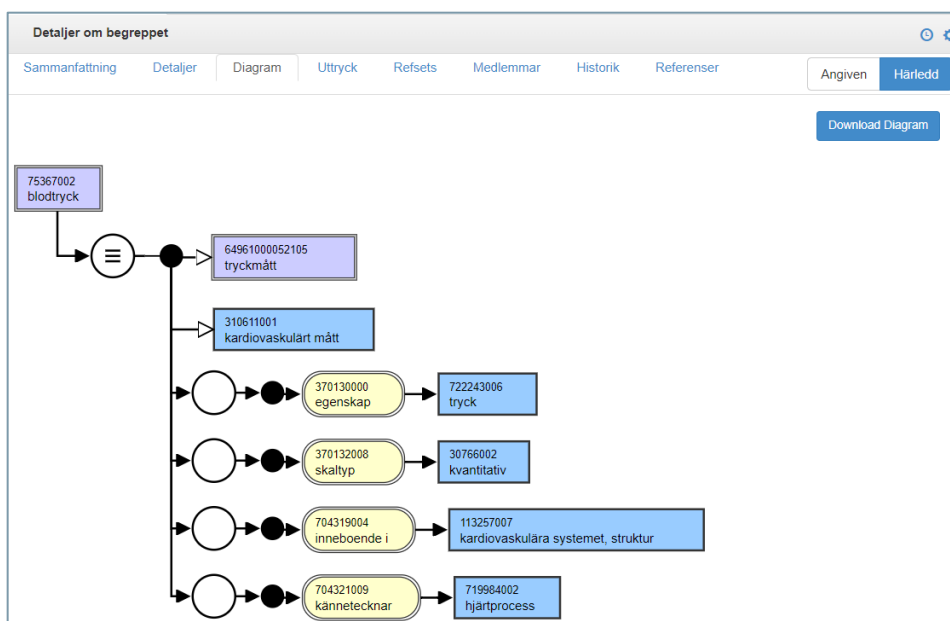 Detaljer om begreppet
Sammanfattning Detaljer Diagram Uttryck Refsets Medlemmar Historik Referenser Angiven Härledd
Download Diagram
75367002
blodtryck
64961000052105
tryckmått
310611001
kardiovaskulärt mått
370130000
egenskap
722243006
tryck
370132008
skaltyp
30766002
kvantitativ
704319004
inneboende i
113257007
kardiovaskulära systemet, struktur
704321009
kännetecknar
719984002
hjärtprocess